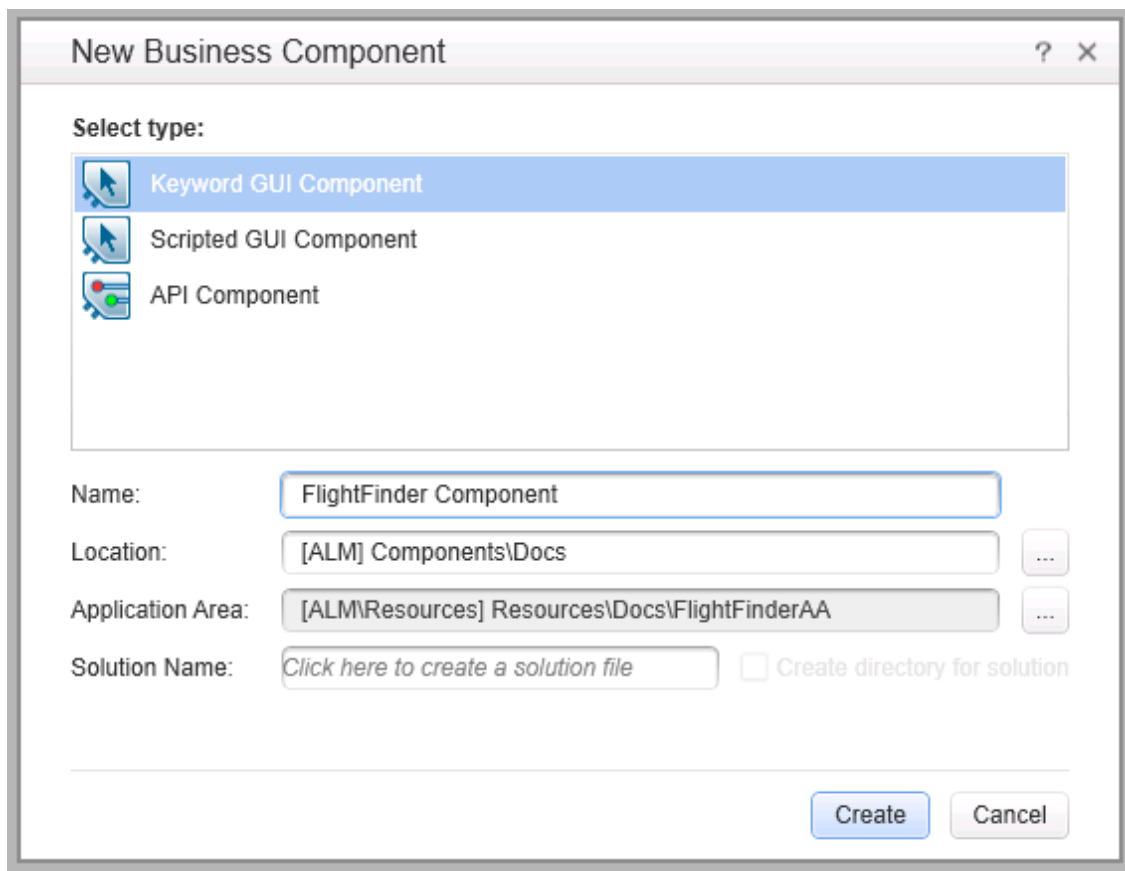 New Business Component ? ×
Select type:
Keyword GUI Component
Scripted GUI Component
API Component
Name: FlightFinder Component
Location: [ALM] Components\Docs ...
Application Area: [ALM\Resources] Resources\Docs\FlightFinderAA ...
Solution Name: Click here to create a solution file Create directory for solution
Create Cancel